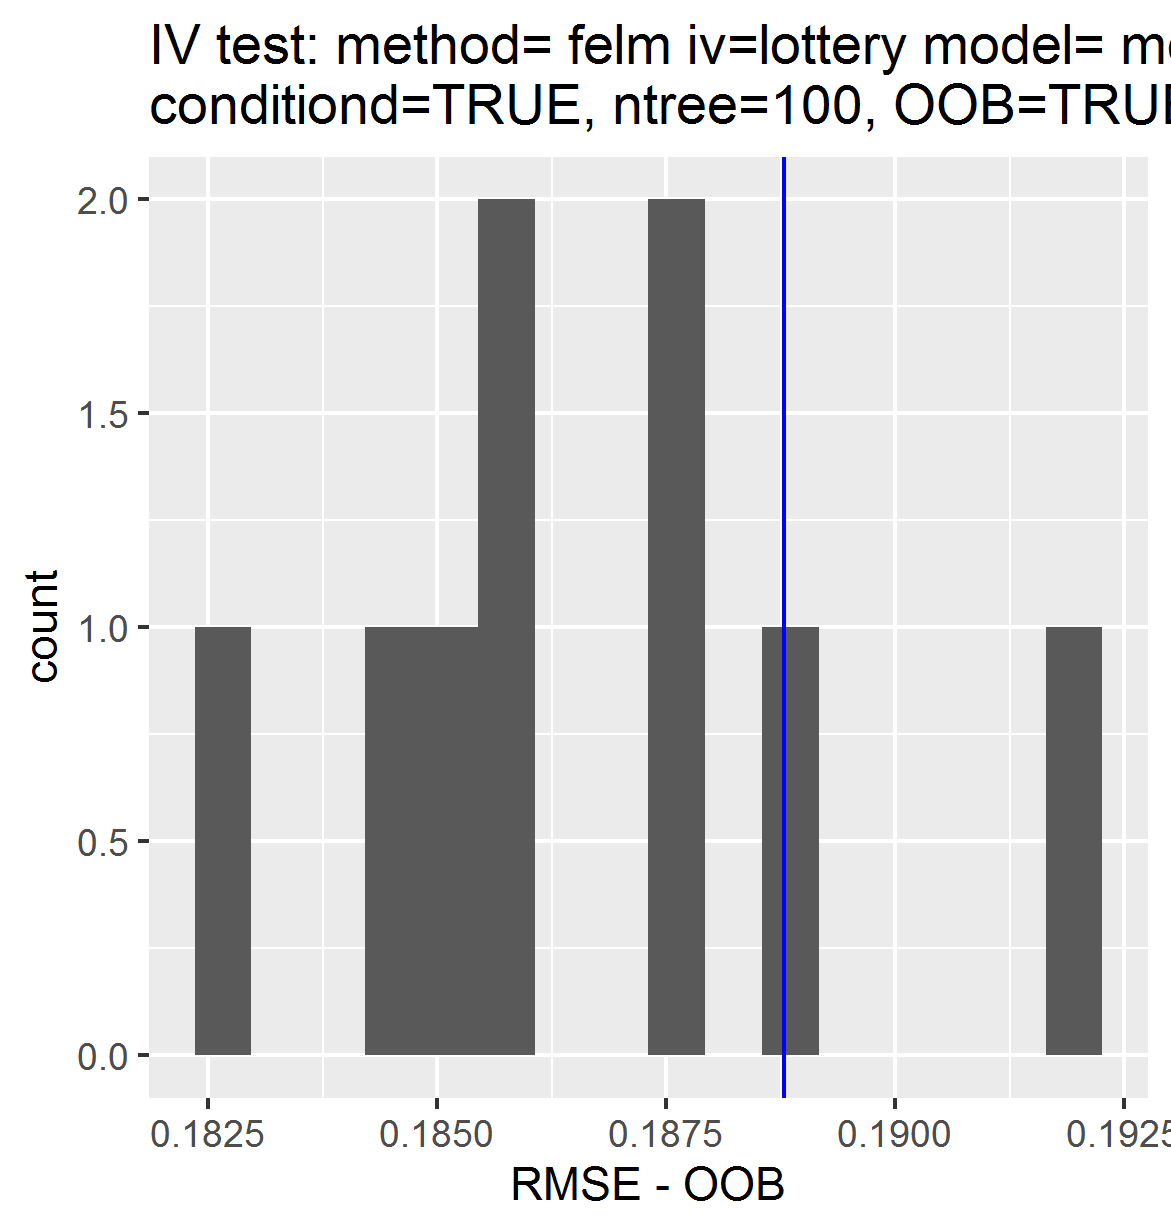 IV test: method= felm iv=lottery model=
conditiond=TRUE, ntree=100,
2.0
1.5
1.0
0.5
0.0
count
0.1825 0.1850 0.1875 0.1900
RMSE - OOB